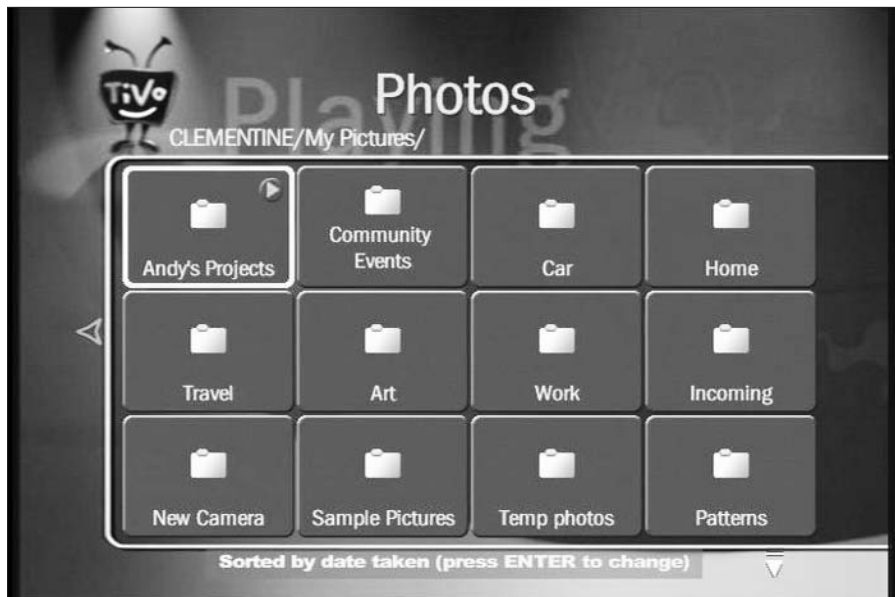 TiVo
Playing
Photos
CLEMENTINE/My Pictures/
Andy's Projects
Community
Events
Car
Home
Travel
Art
Work
Incoming
New Camera
Sample Pictures
Temp photos
Patterns
Sorted by date taken (press ENTER to change)